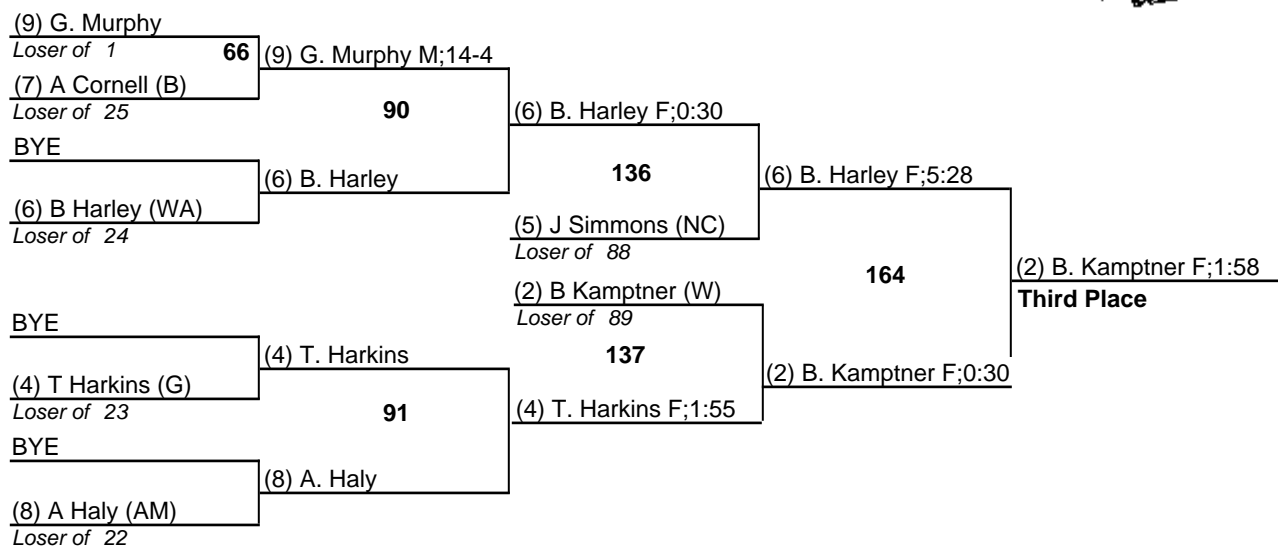 (9) G. Murphy
Loser of 1
66
(9) G. Murphy M;14-4
(7) A Cornell (B)
Loser of 25
90
(6) B. Harley F;0:30
BYE
(6) B. Harley
136
(6) B. Harley F;5:28
(6) B Harley (WA)
Loser of 24
(5) J Simmons (NC)
Loser of 88
164
(2) B. Kamptner F;1:58
Third Place
(2) B Kamptner (W)
Loser of 89
BYE
(4) T. Harkins
137
(2) B. Kamptner F;0:30
(4) T Harkins (G)
Loser of 23
91
(4) T. Harkins F;1:55
BYE
(8) A. Haly
(8) A Haly (AM)
Loser of 22